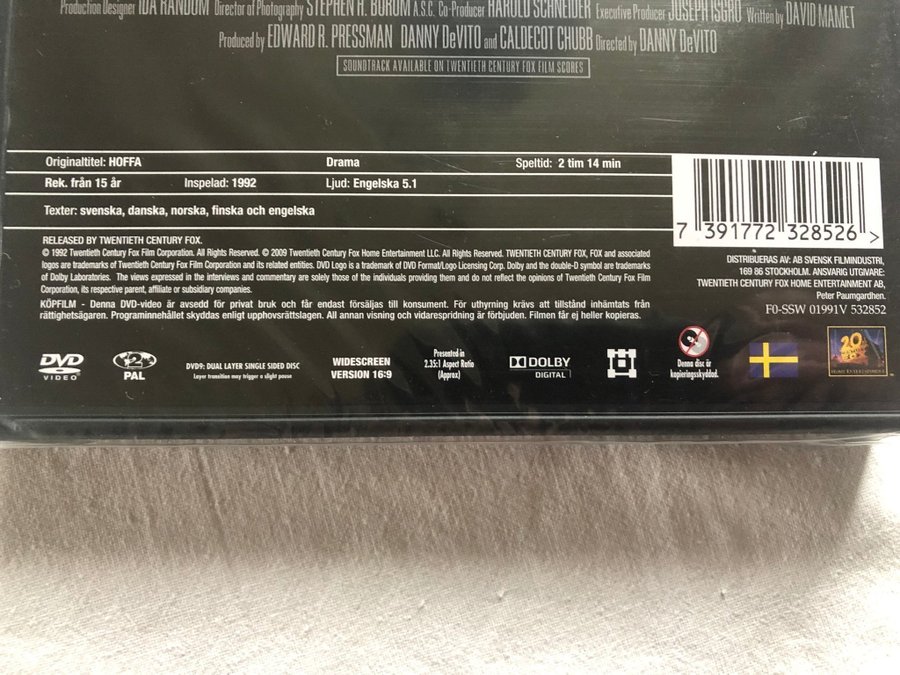 Production Designer IDA RANDOM Director of Photography STEPHEN H. BURUM A.S.C. Co-Producer HAROLD SCHNEIDER Executive Producer JOSEPH ISGRO Written by DAVID MAMET
Produced by EDWARD R. PRESSMAN DANNY DeVITO and CALDECOT CHUBB Directed by DANNY DeVITO
SOUNDTRACK AVAILABLE ON TWENTIETH CENTURY FOX FILM SCORES
Originaltitel: HOFFA Drama Speltid: 2 tim 14 min
Rek. från 15 år Inspelad: 1992 Ljud: Engelska 5.1
Texter: svenska, danska, norska, finska och engelska
7 391772 328526 >
RELEASED BY TWENTIETH CENTURY FOX.
© 1992 Twentieth Century Fox Film Corporation. All Rights Reserved. © 2009 Twentieth Century Fox Home Entertainment LLC. All Rights Reserved. TWENTIETH CENTURY FOX, FOX and associated
logos are trademarks of Twentieth Century Fox Film Corporation and its related entities. DVD Logo is a trademark of DVD Format/Logo Licensing Corp. Dolby and the double-D symbol are trademarks
of Dolby Laboratories. The views expressed in the interviews and commentary are solely those of the individuals providing them and do not reflect the opinions of Twentieth Century Fox Film
Corporation, its respective parent, affiliate or subsidiary companies.
KÖPFILM - Denna DVD-video är avsedd för privat bruk och får endast försäljas till konsument. För uthyrning krävs att tillstånd inhämtats från
rättighetsägaren. Programinnehållet skyddas enligt upphovsrättslagen. All annan visning och vidarespridning är förbjuden. Filmen får ej heller kopieras.
DISTRIBUERAS AV: AB SVENSK FILMINDUSTRI,
169 86 STOCKHOLM. ANSVARIG UTGIVARE:
TWENTIETH CENTURY FOX HOME ENTERTAINMENT AB,
Peter Paumgardhen.
F0-SSW 01991V 532852
DVD
VIDEO
2
PAL
DVD9: DUAL LAYER SINGLE SIDED DISC
Layer transition may trigger a slight pause
WIDESCREEN
VERSION 16:9
Presented in
2.35:1 Aspect Ratio
(Approx)
DOLBY
DIGITAL
Denna disc är
kopieringsskyddad.
20